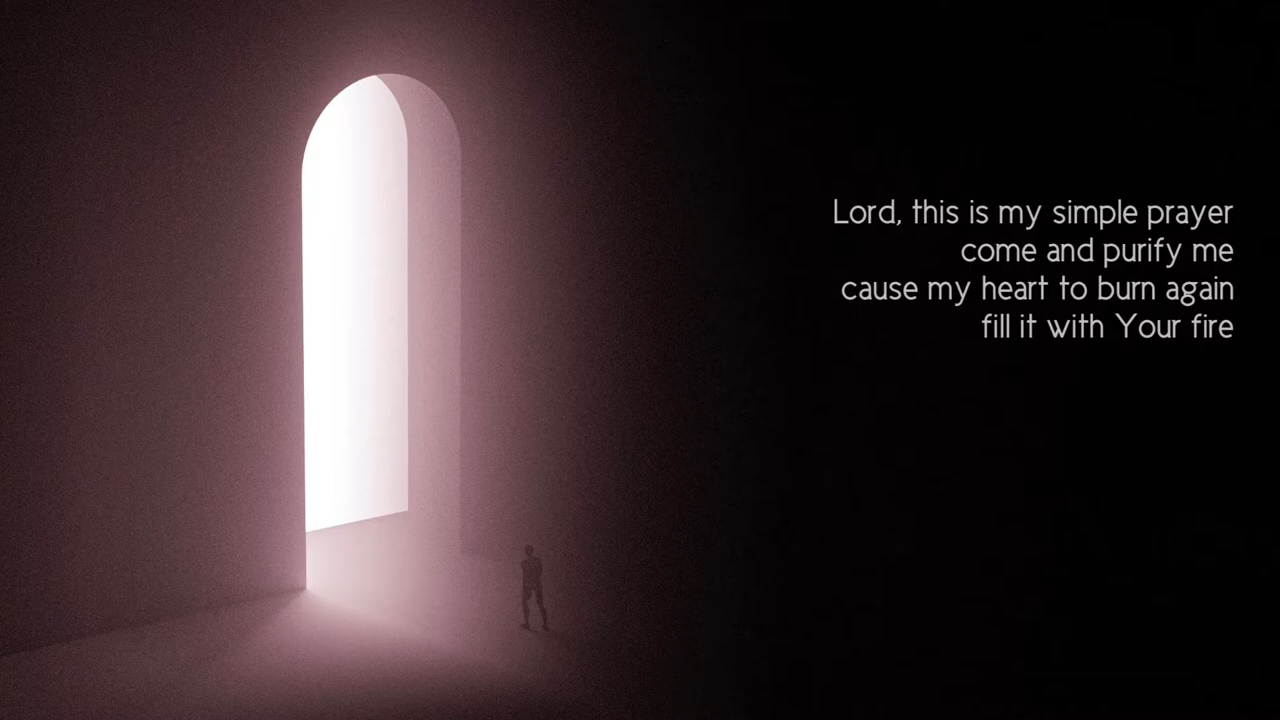 Lord, this is my simple prayer
come and purify me
cause my heart to burn again
fill it with Your fire